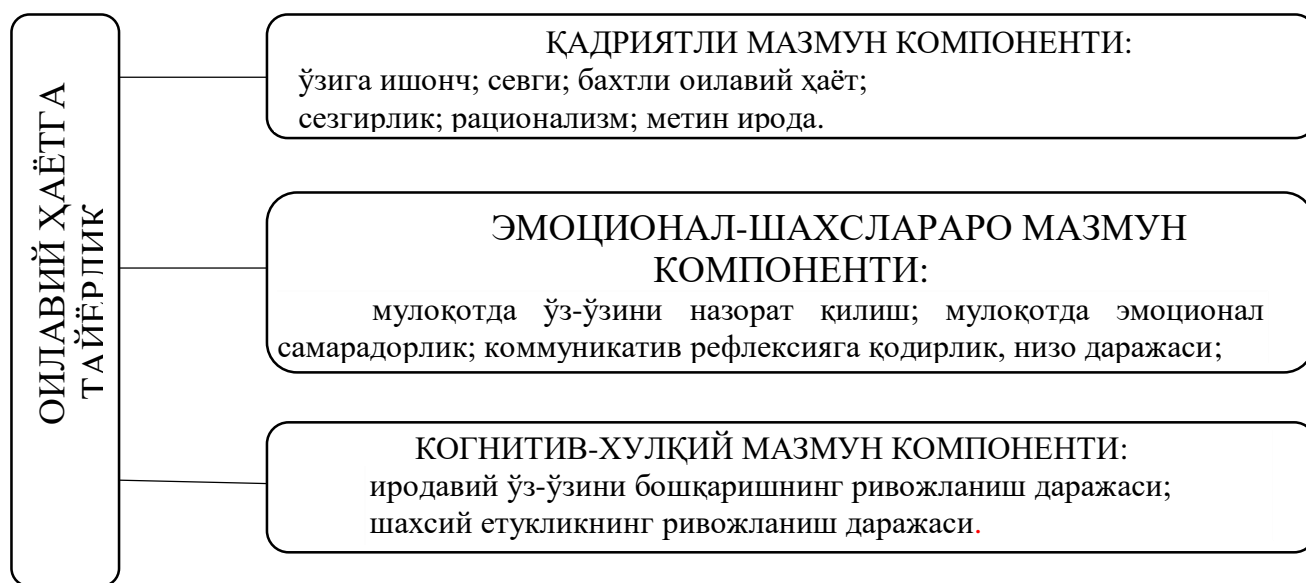 ОИЛАВИЙ ҲАЁТГА
ТАЙЁРЛИК
ҚАДРИЯТЛИ МАЗМУН КОМПОНЕНТИ:
ўзига ишонч; севги; бахтли оилавий ҳаёт;
сезгирлик; рационализм; метин ирода.
ЭМОЦИОНАЛ-ШАХСЛАРАРО МАЗМУН
КОМПОНЕНТИ:
мулоқотда ўз-ўзини назорат қилиш; мулоқотда эмоционал
самарадорлик; коммуникатив рефлексияга қодирлик, низо даражаси;
КОГНИТИВ-ХУЛҚИЙ МАЗМУН КОМПОНЕНТИ:
иродавий ўз-ўзини бошқаришнинг ривожланиш даражаси;
шахсий етукликнинг ривожланиш даражаси.